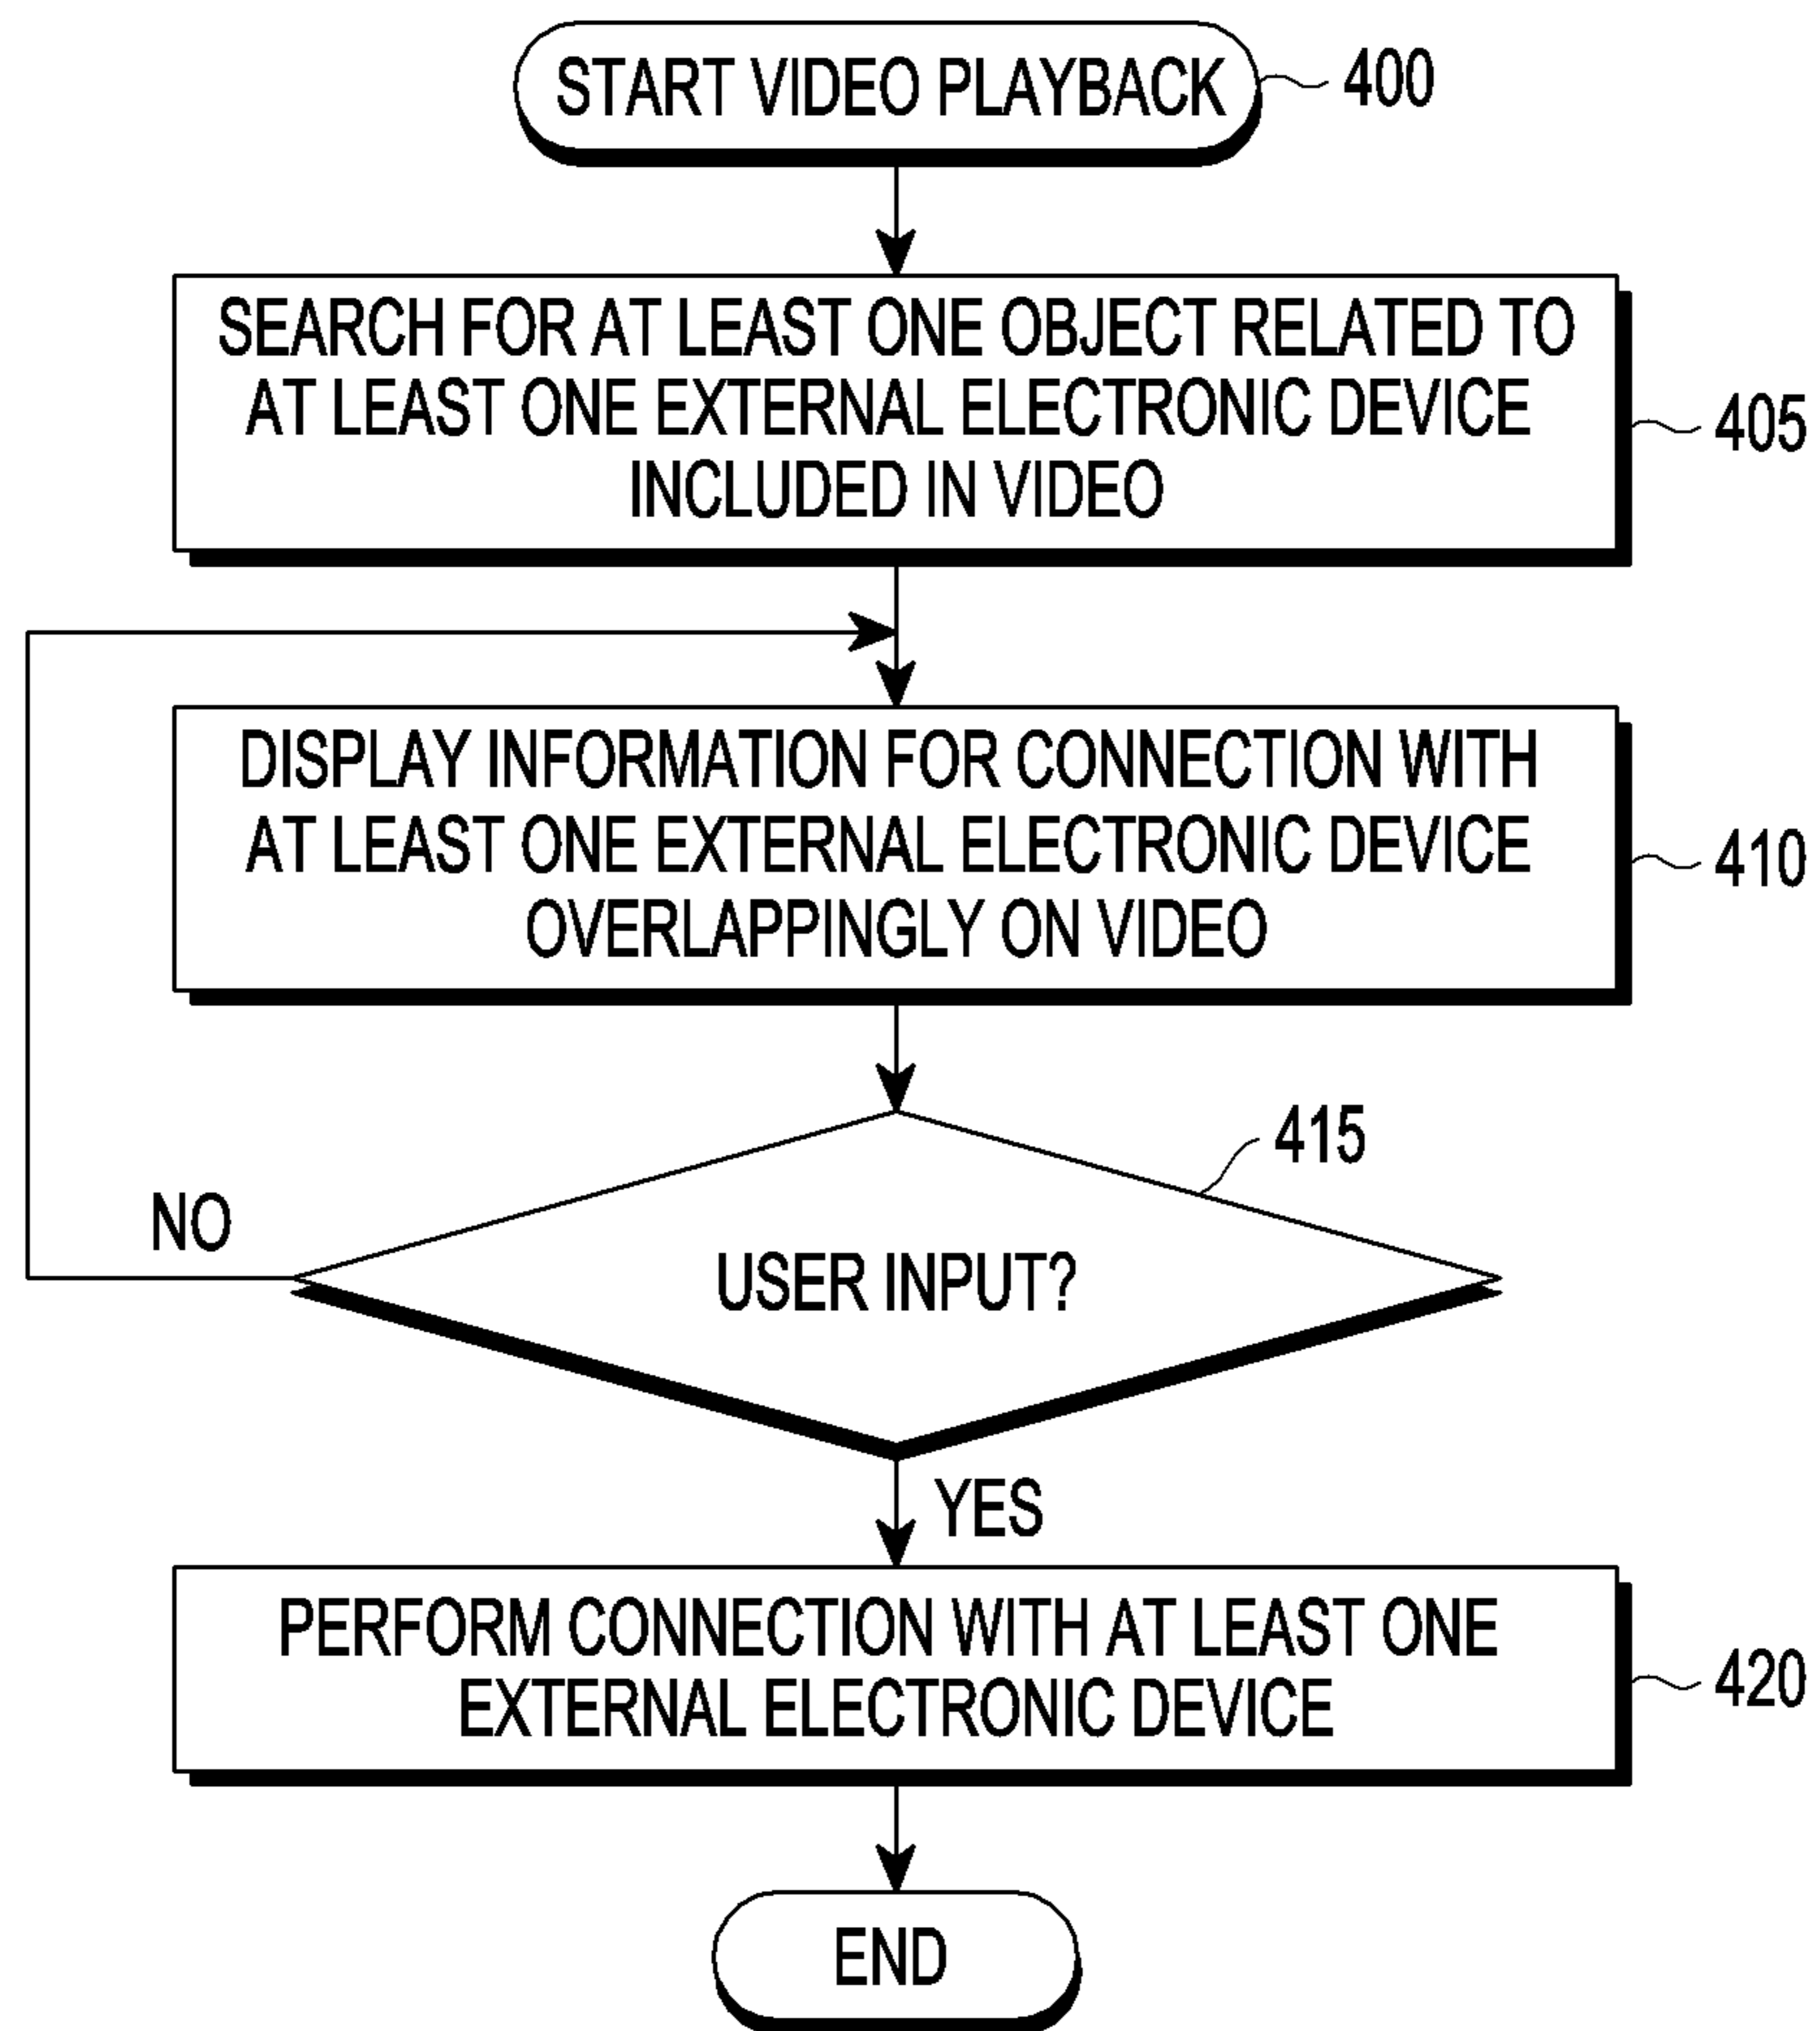 START VIDEO PLAYBACK
400
SEARCH FOR AT LEAST ONE OBJECT RELATED TO
AT LEAST ONE EXTERNAL ELECTRONIC DEVICE
INCLUDED IN VIDEO
405
DISPLAY INFORMATION FOR CONNECTION WITH
AT LEAST ONE EXTERNAL ELECTRONIC DEVICE
OVERLAPPINGLY ON VIDEO
410
415
NO
USER INPUT?
YES
PERFORM CONNECTION WITH AT LEAST ONE
EXTERNAL ELECTRONIC DEVICE
420
END